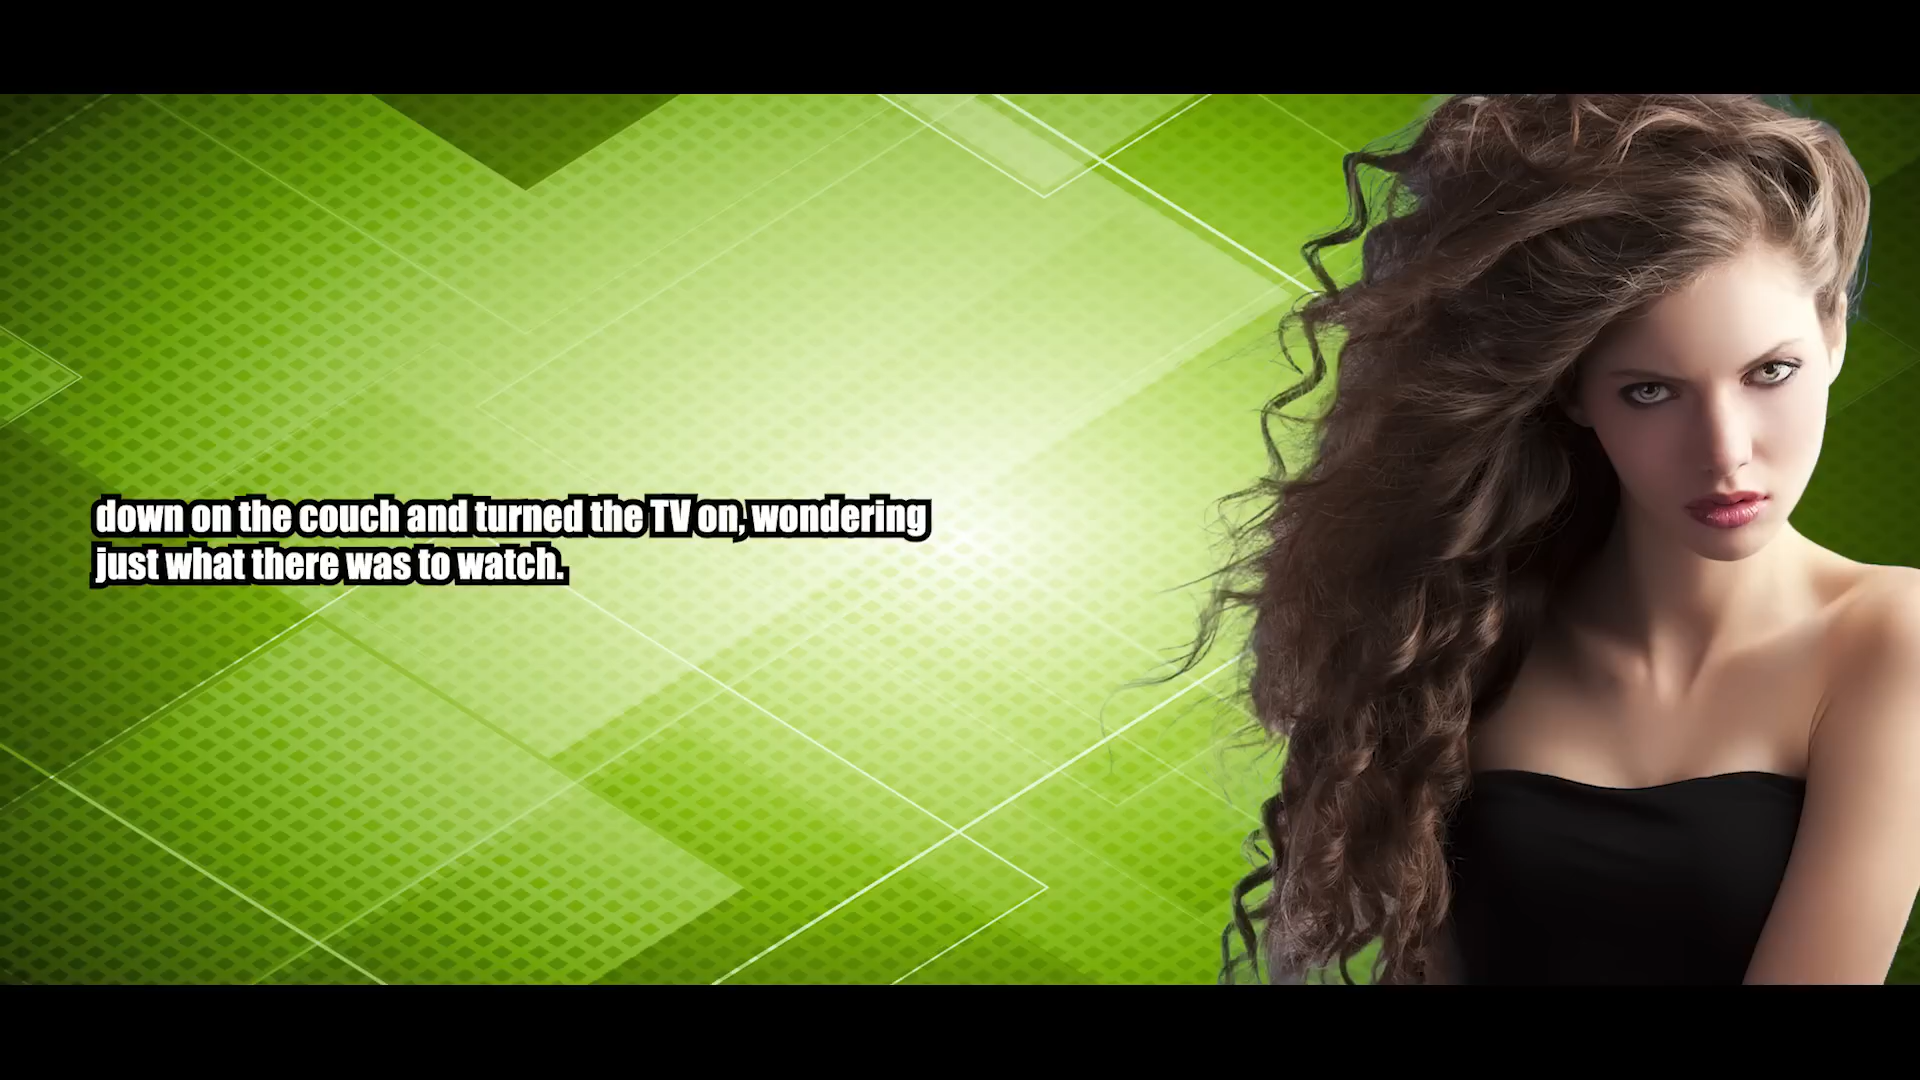 down on the couch and turned the TV on, wondering
just what there was to watch.